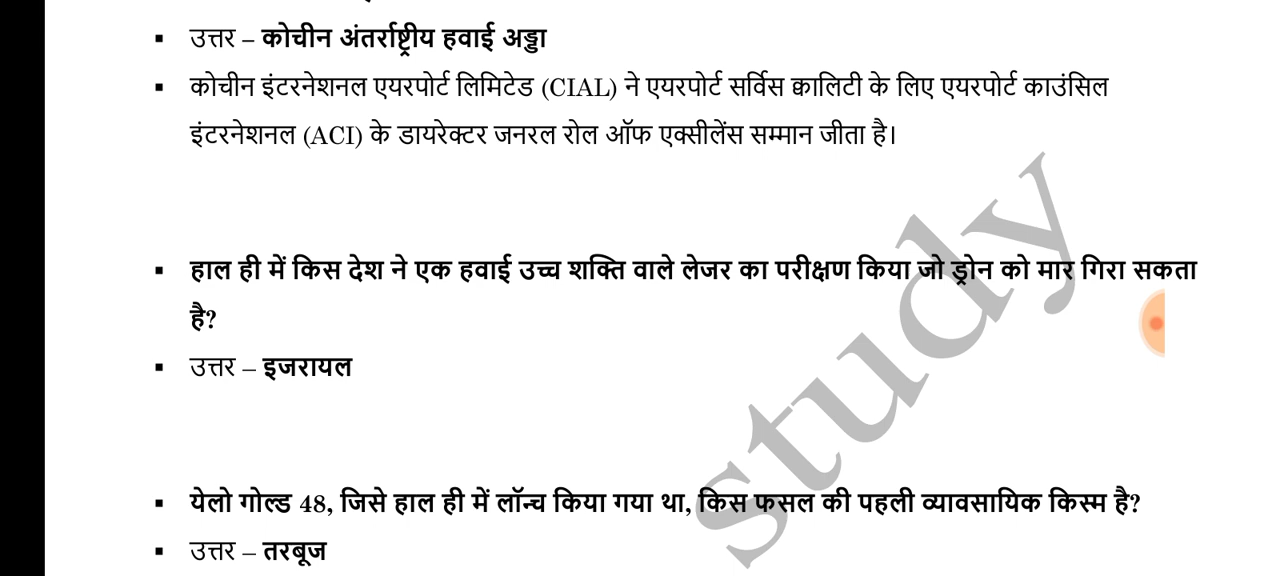 ▪ उत्तर – कोचीन अंतर्राष्ट्रीय हवाई अड्डा
▪ कोचीन इंटरनेशनल एयरपोर्ट लिमिटेड (CIAL) ने एयरपोर्ट सर्विस क्वालिटी के लिए एयरपोर्ट काउंसिल
इंटरनेशनल (ACI) के डायरेक्टर जनरल रोल ऑफ एक्सीलेंस सम्मान जीता है।
▪ हाल ही में किस देश ने एक हवाई उच्च शक्ति वाले लेजर का परीक्षण किया जो ड्रोन को मार गिरा सकता
है?
▪ उत्तर – इजरायल
▪ येलो गोल्ड 48, जिसे हाल ही में लॉन्च किया गया था, किस फसल की पहली व्यावसायिक किस्म है?
▪ उत्तर – तरबूज
study